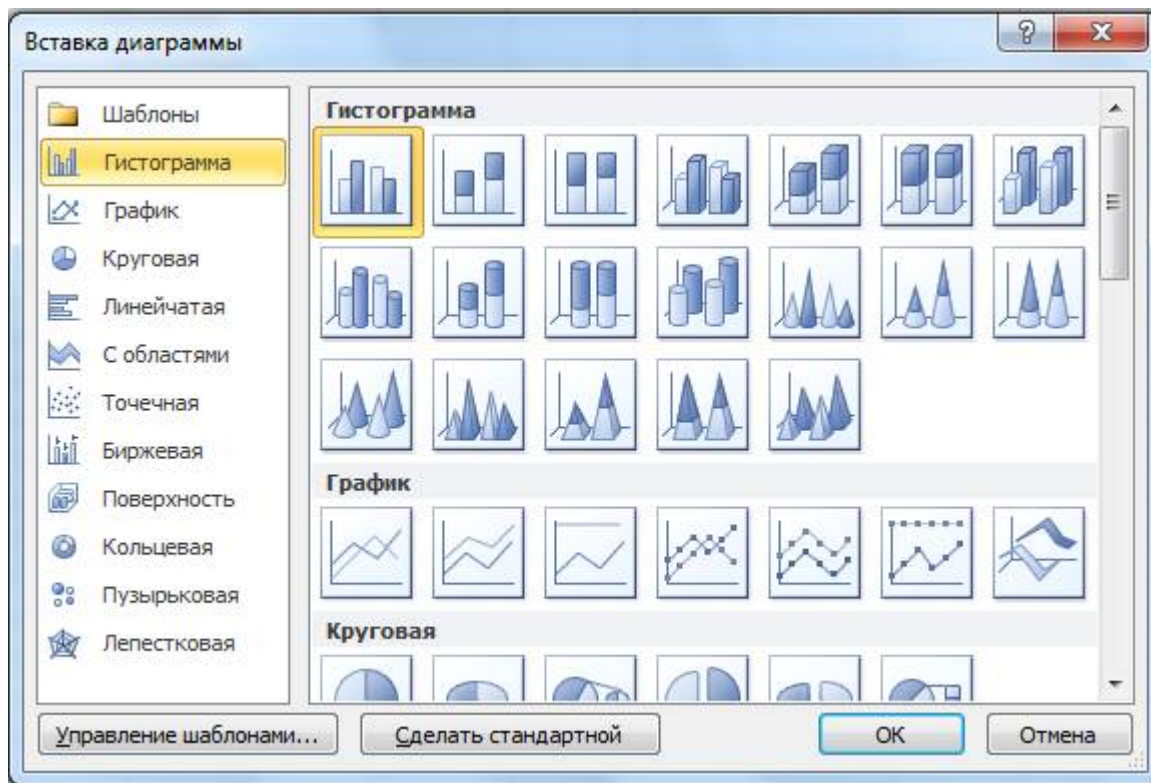 Вставка диаграммы
Шаблоны
Гистограмма
График
Круговая
Линейчатая
С областями
Точечная
Биржевая
Поверхность
Кольцевая
Пузырьковая
Лепестковая
Гистограмма
График
Круговая
Управление шаблонами...
Сделать стандартной
ОК
Отмена